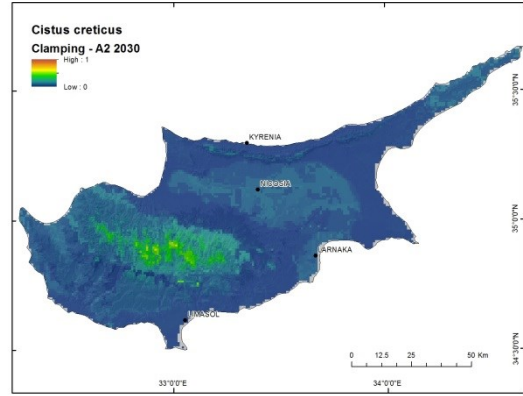 Cistus creticus
Clamping - A2 2030
High : 1
Low : 0
35°30'0"E
KYRENIA
NICOSIA
35°0'0"E
ARNAKA
LIMASOL
0 12.5 25 50 Km
34°30'0"E
33°0'0"E 34°0'0"E